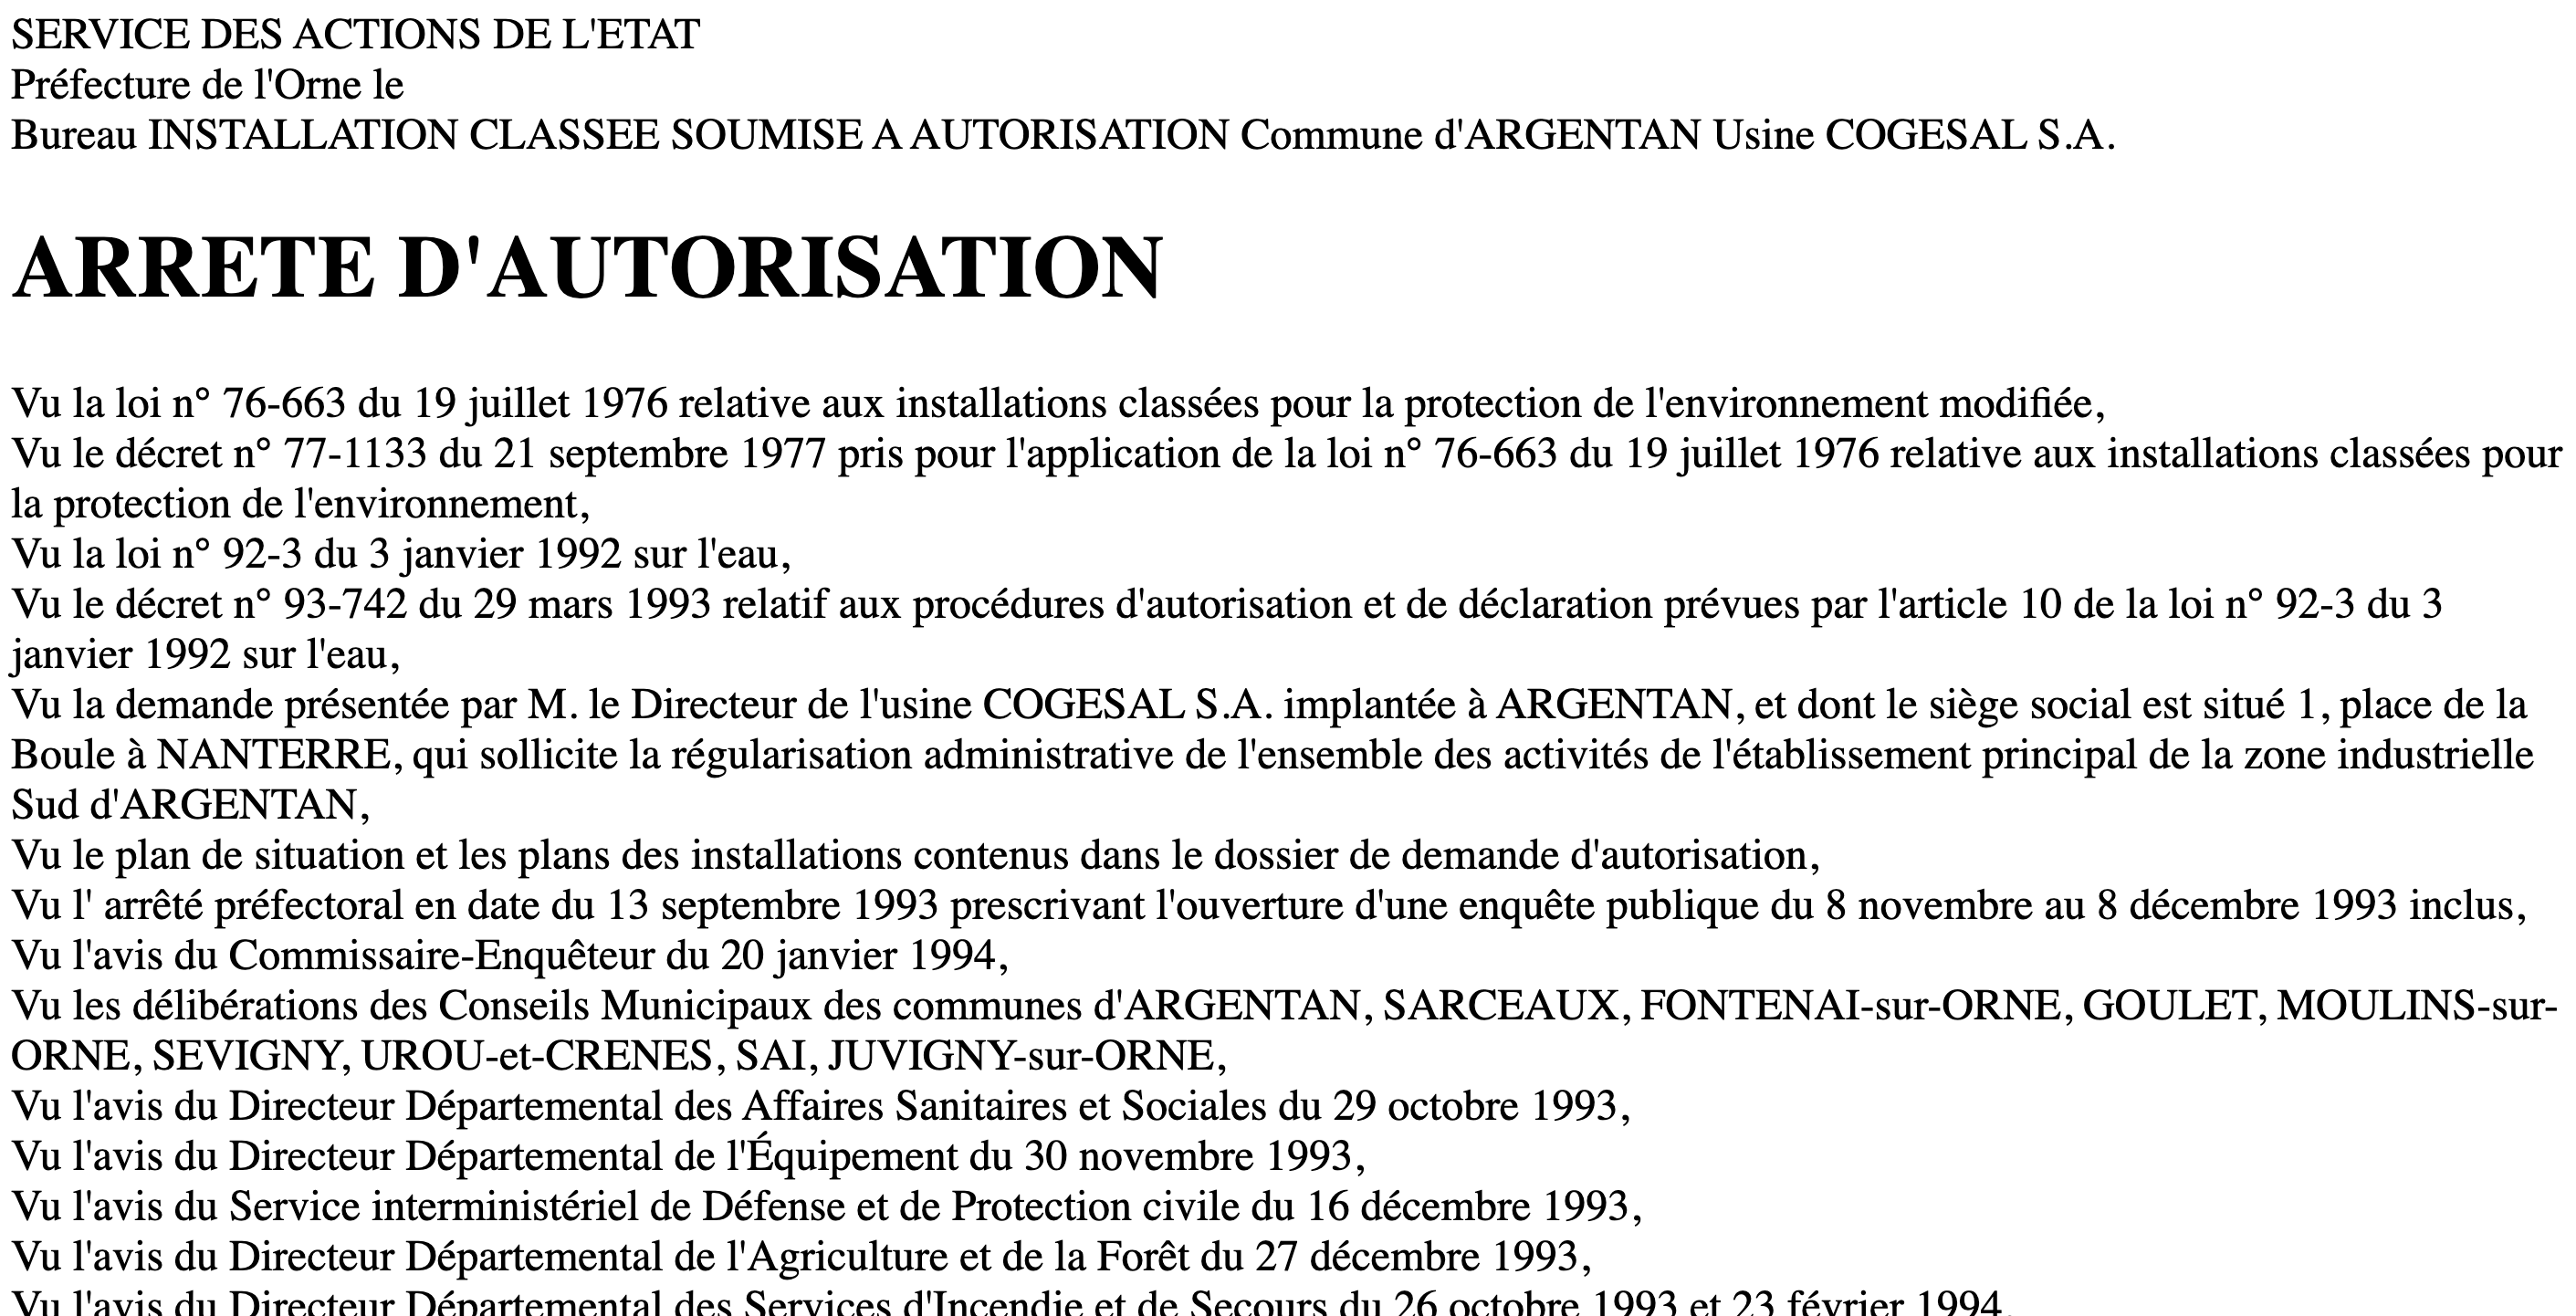 SERVICE DES ACTIONS DE L'ETAT
Préfecture de l'Orne le
Bureau INSTALLATION CLASSEE SOUMISE A AUTORISATION Commune d'ARGENTAN Usine COGESAL S.A.
ARRETE D'AUTORISATION
Vu la loi n° 76-663 du 19 juillet 1976 relative aux installations classées pour la protection de l'environnement modifiée,
Vu le décret n° 77-1133 du 21 septembre 1977 pris pour l'application de la loi n° 76-663 du 19 juillet 1976 relative aux installations classées pour
la protection de l'environnement,
Vu la loi n° 92-3 du 3 janvier 1992 sur l'eau,
Vu le décret n° 93-742 du 29 mars 1993 relatif aux procédures d'autorisation et de déclaration prévues par l'article 10 de la loi n° 92-3 du 3
janvier 1992 sur l'eau,
Vu la demande présentée par M. le Directeur de l'usine COGESAL S.A. implantée à ARGENTAN, et dont le siège social est situé 1, place de la
Boule à NANTERRE, qui sollicite la régularisation administrative de l'ensemble des activités de l'établissement principal de la zone industrielle
Sud d'ARGENTAN,
Vu le plan de situation et les plans des installations contenus dans le dossier de demande d'autorisation,
Vu l' arrêté préfectoral en date du 13 septembre 1993 prescrivant l'ouverture d'une enquête publique du 8 novembre au 8 décembre 1993 inclus,
Vu l'avis du Commissaire-Enquêteur du 20 janvier 1994,
Vu les délibérations des Conseils Municipaux des communes d'ARGENTAN, SARCEAUX, FONTENAI-sur-ORNE, GOULET, MOULINS-sur-
ORNE, SEVIGNY, UROU-et-CRENES, SAI, JUVIGNY-sur-ORNE,
Vu l'avis du Directeur Départemental des Affaires Sanitaires et Sociales du 29 octobre 1993,
Vu l'avis du Directeur Départemental de l'Équipement du 30 novembre 1993,
Vu l'avis du Service interministériel de Défense et de Protection civile du 16 décembre 1993,
Vu l'avis du Directeur Départemental de l'Agriculture et de la Forêt du 27 décembre 1993,
Vu l'avis du Directeur Départemental des Services d'Incendie et de Secours du 26 octobre 1993 et 23 février 1994,